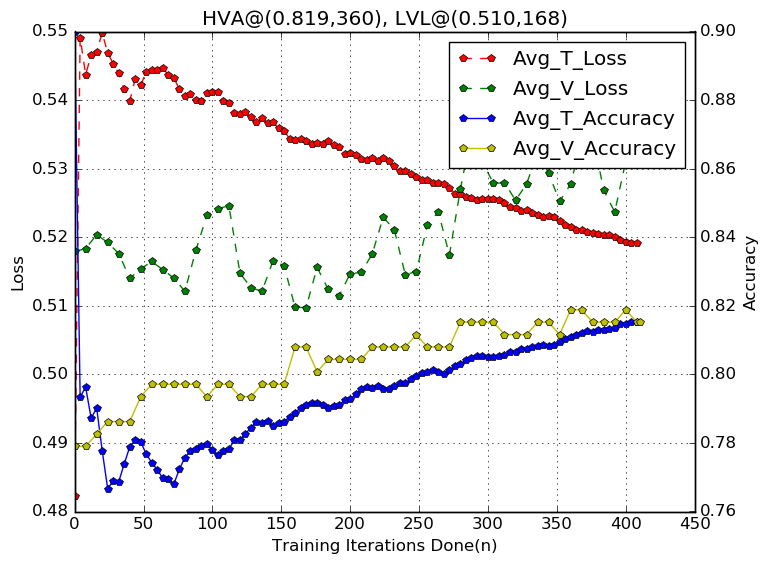 HVA@(0.819,360), LVL@(0.510,168)
0.55
0.54
0.53
0.52
0.51
0.50
0.49
0.48
Loss
Avg_T_Loss
Avg_V_Loss
Avg_T_Accuracy
Avg_V_Accuracy
0.90
0.88
0.86
0.84
0.82
0.80
0.78
0.76
Accuracy
0 50 100 150 200 250 300 350 400 450
Training Iterations Done(n)